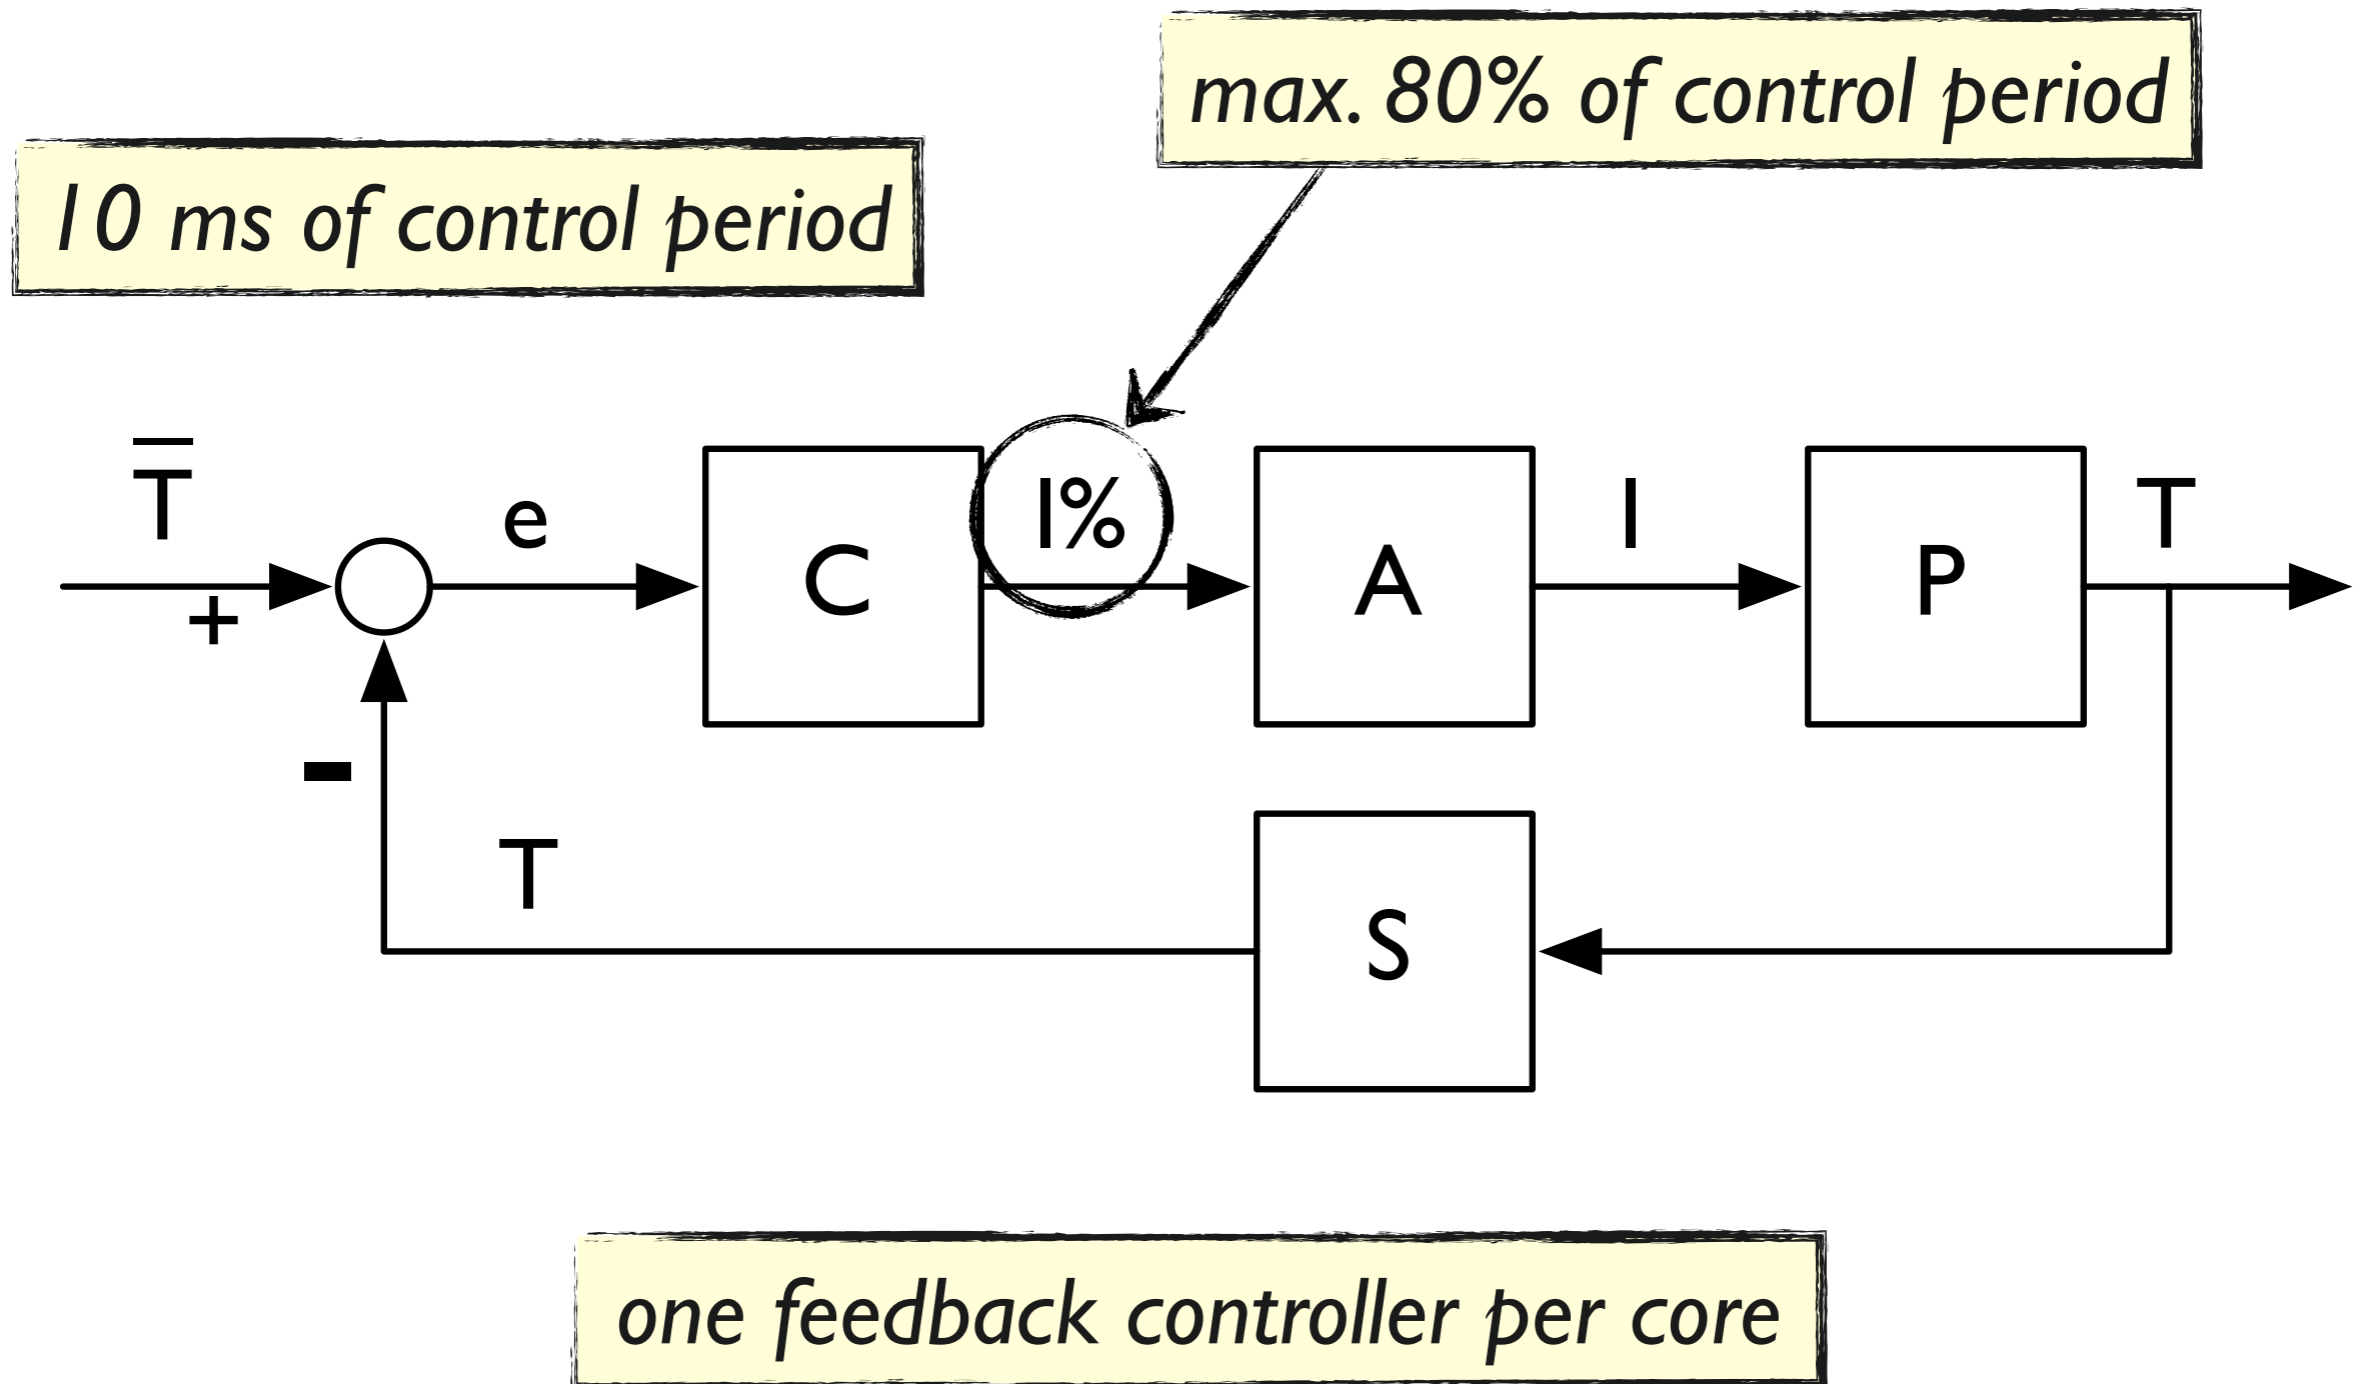 max. 80% of control period
10 ms of control period
T̅
e
C
I%
A
I
P
T
+
-
T
S
one feedback controller per core